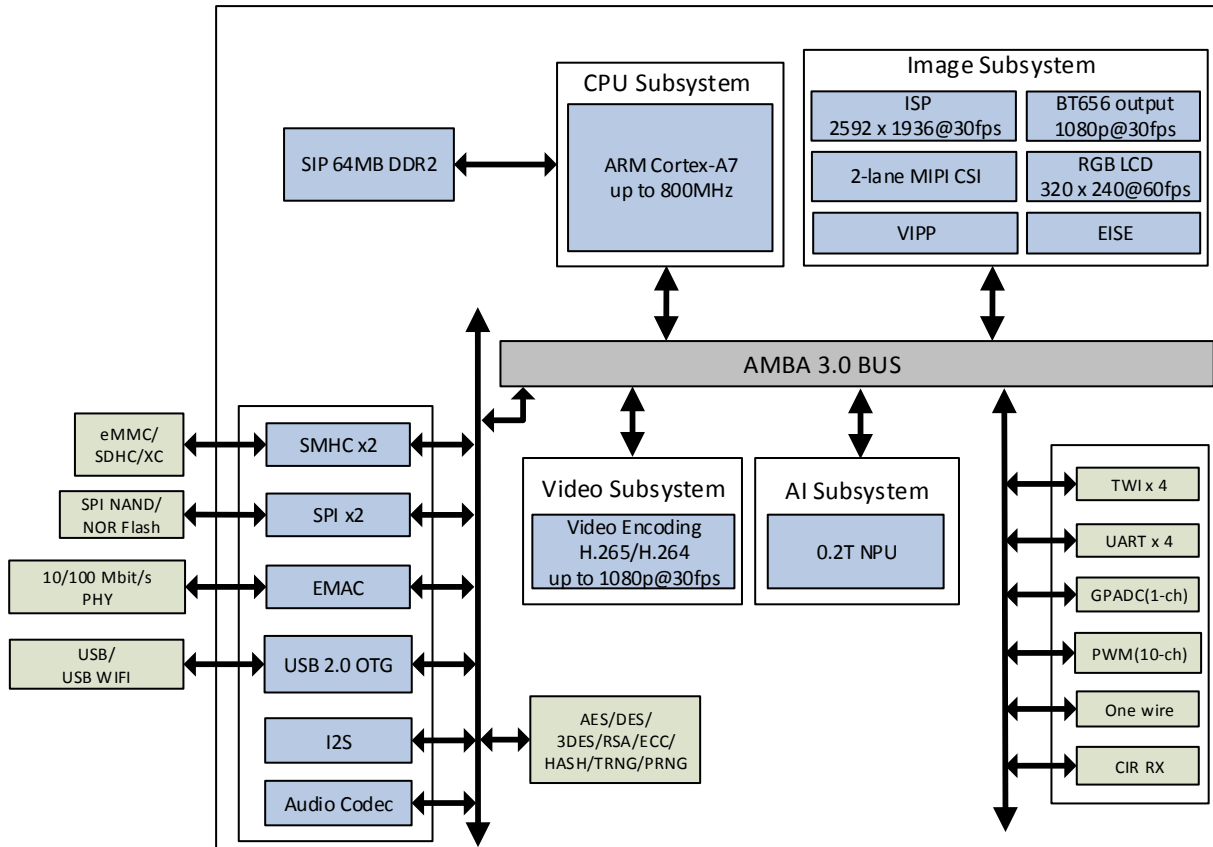 CPU Subsystem
ARM Cortex-A7
up to 800MHz
SIP 64MB DDR2
Image Subsystem
ISP
2592 x 1936@30fps
BT656 output
1080p@30fps
2-lane MIPI CSI
RGB LCD
320 x 240@60fps
VIPP
EISE
AMBA 3.0 BUS
eMMC/
SDHC/XC
SMHC x2
SPI NAND/
NOR Flash
SPI x2
10/100 Mbit/s
PHY
EMAC
USB/
USB WIFI
USB 2.0 OTG
I2S
Audio Codec
Video Subsystem
Video Encoding
H.265/H.264
up to 1080p@30fps
AI Subsystem
0.2T NPU
AES/DES/
3DES/RSA/ECC/
HASH/TRNG/PRNG
TWI x 4
UART x 4
GPADC(1-ch)
PWM(10-ch)
One wire
CIR RX